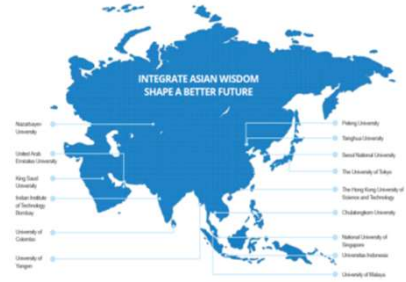 INTEGRATE ASIAN WISDOM
SHAPE A BETTER FUTURE
Nazarbayev
University
United Arab
Emirates University
King Saud
University
Indian Institute
of Technology
Bombay
University of
Colombo
University of
Yangon
Peking University
Tsinghua University
Seoul National University
The University of Tokyo
The Hong Kong University of
Science and Technology
Chulalongkorn University
National University of
Singapore
Universitas Indonesia
University of Malaya